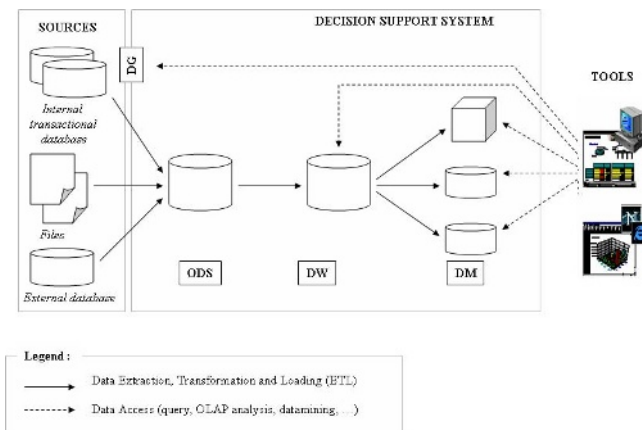 SOURCES
DECISION SUPPORT SYSTEM
DG
TOOLS
Internal
transactional
database
Files
External database
ODS
DW
DM
Legend :
Data Extraction, Transformation and Loading (ETL)
Data Access (query, OLAP analysis, datamining, ...)